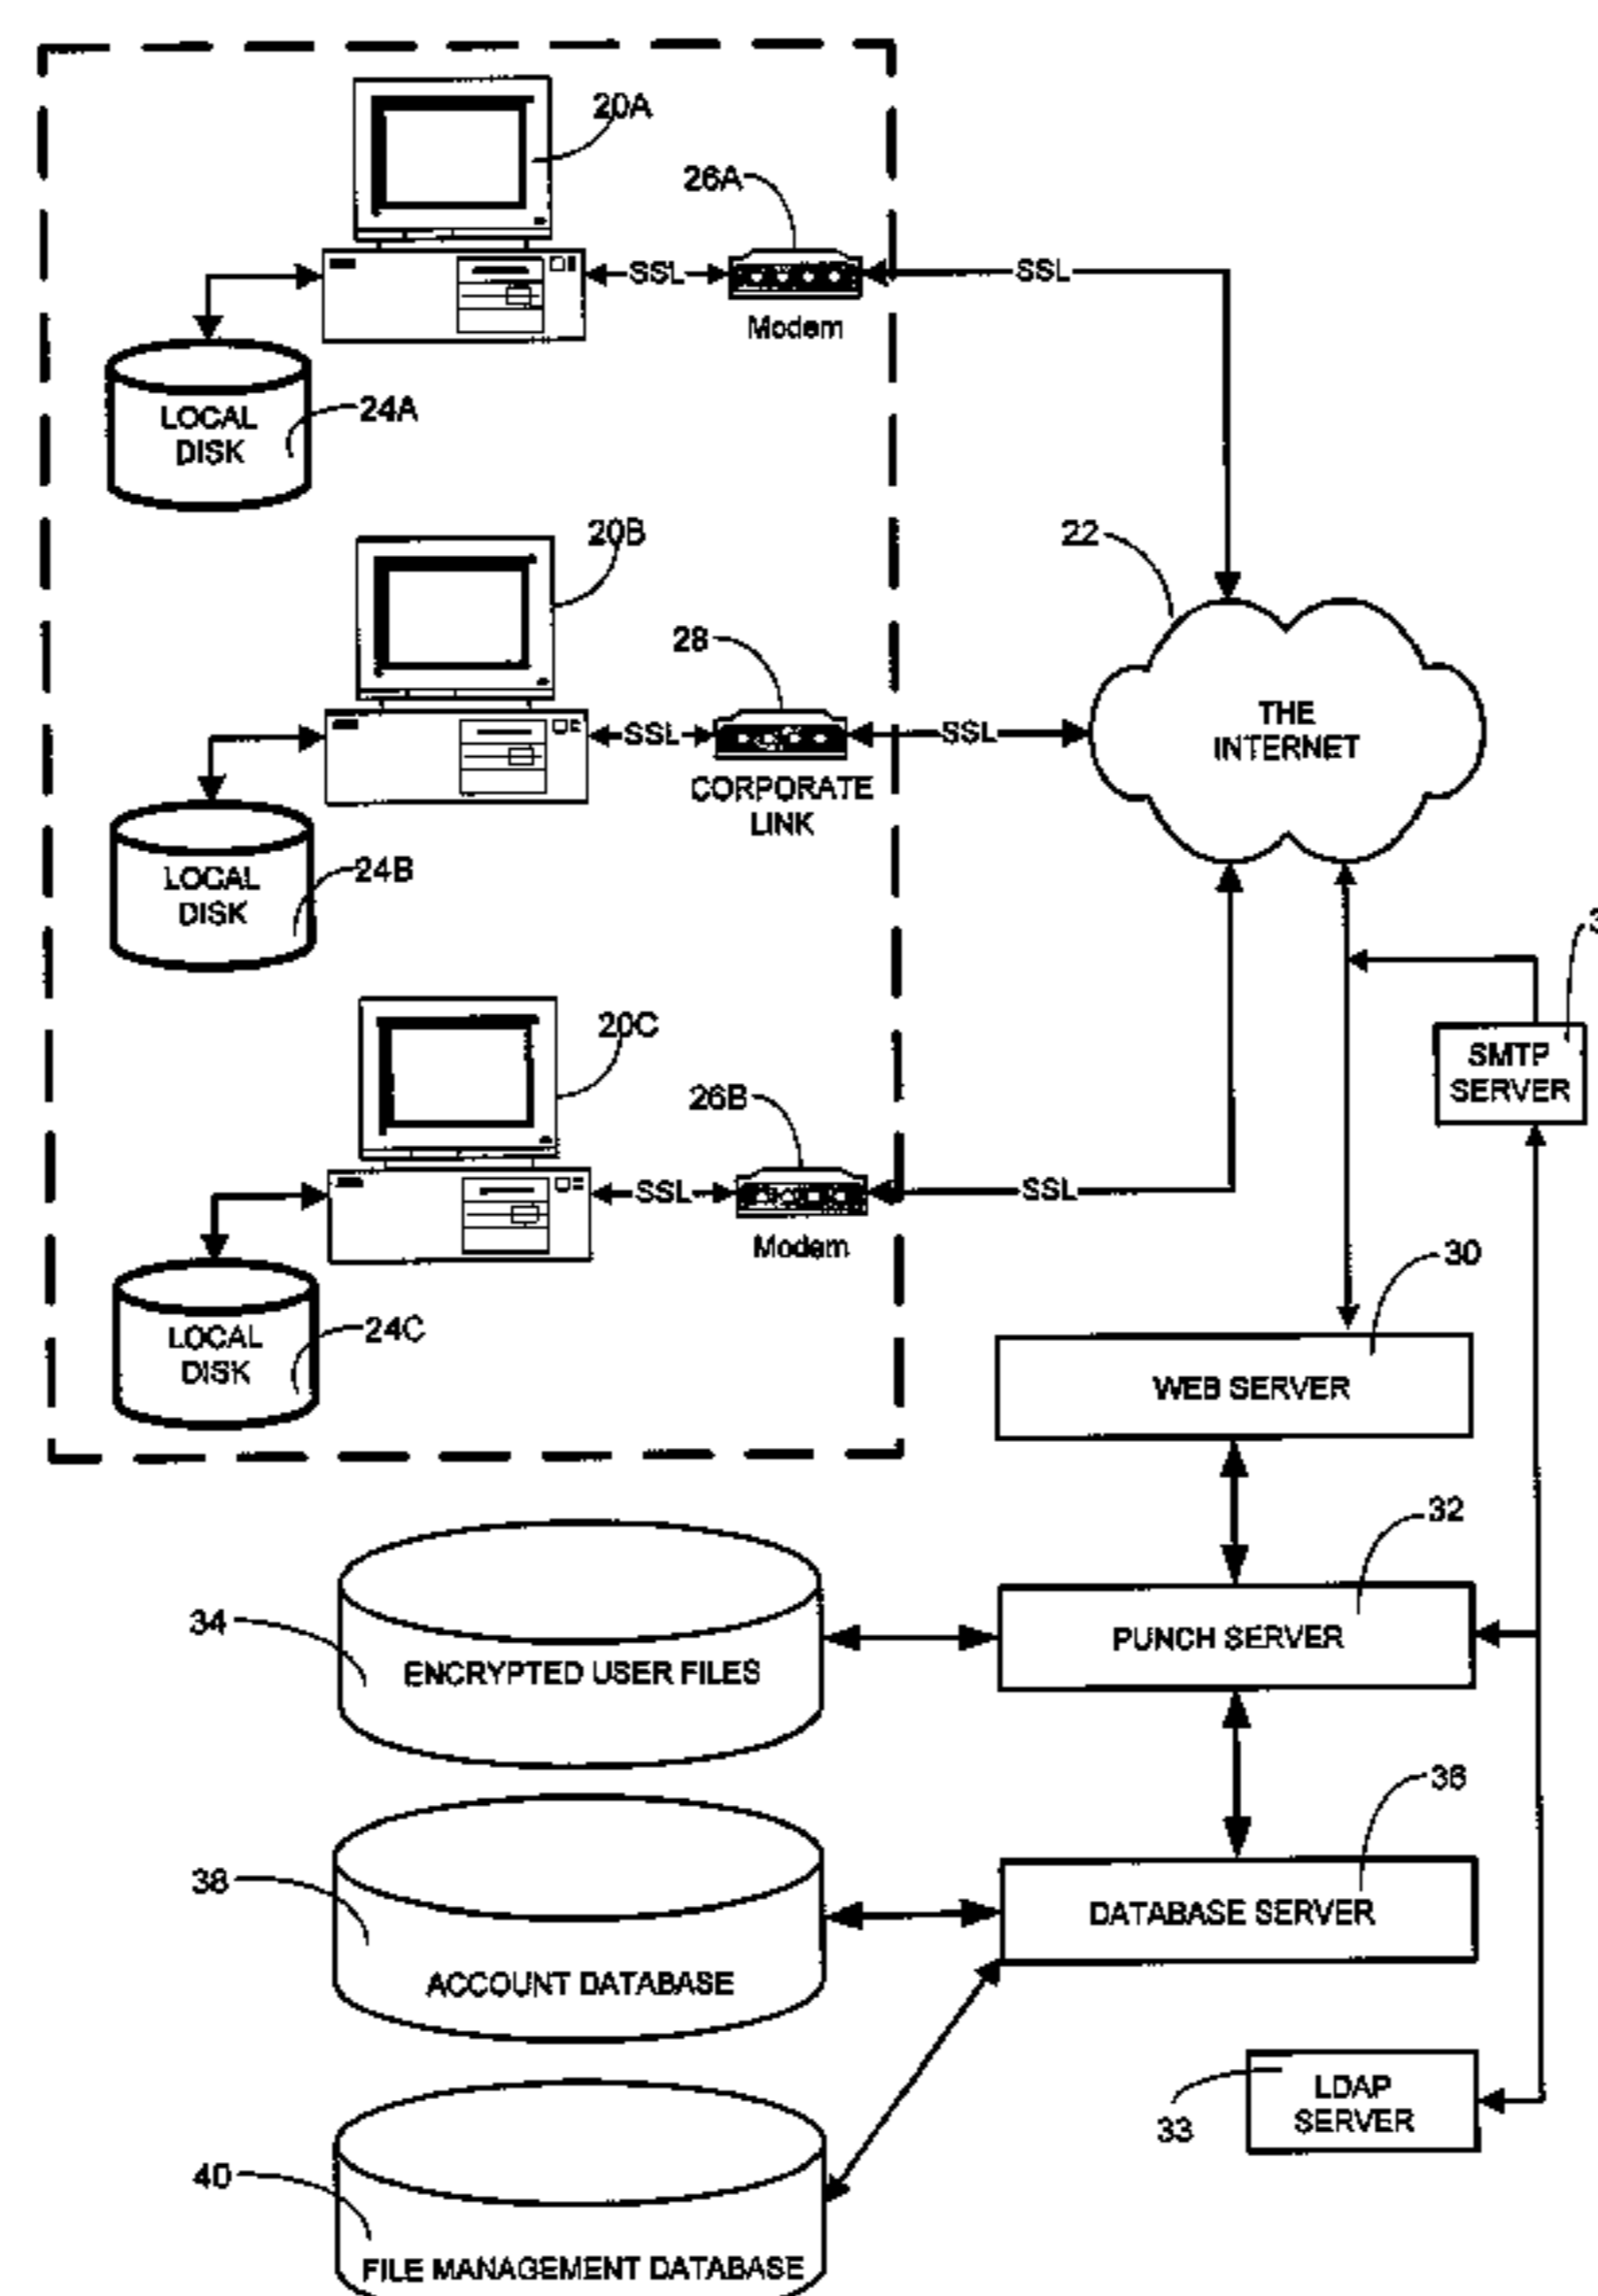 20A
26A
SSL
SSL
Modem
LOCAL
DISK
24A
20B
22
28
SSL
SSL
THE
INTERNET
CORPORATE
LINK
LOCAL
DISK
24B
20C
26B
SMTP
SERVER
SSL
SSL
Modem
30
LOCAL
DISK
24C
WEB SERVER
32
34
PUNCH SERVER
ENCRYPTED USER FILES
36
38
DATABASE SERVER
ACCOUNT DATABASE
LDAP
SERVER
33
40
FILE MANAGEMENT DATABASE